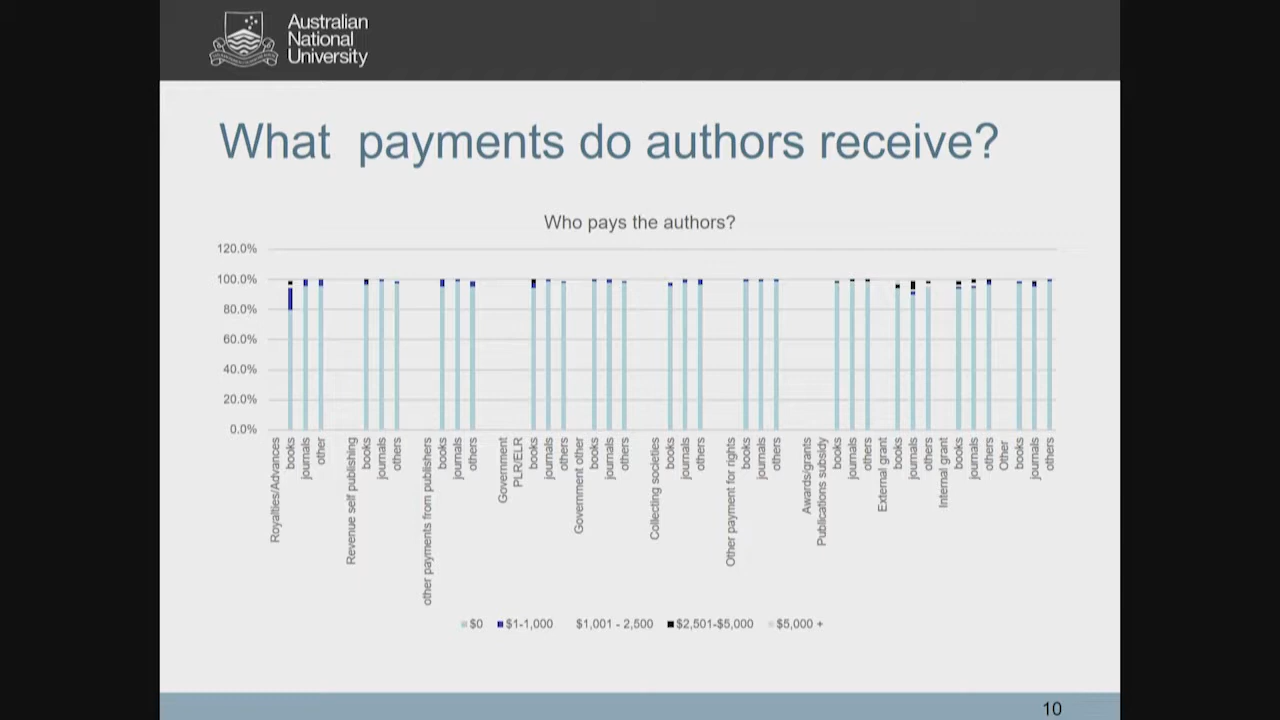 Australian
National
University
What payments do authors receive?
Who pays the authors?
120.0%
100.0%
80.0%
60.0%
40.0%
20.0%
0.0%
Royalties/Advances
books
journals
other
Revenue self publishing
books
journals
others
other payments from publishers
books
journals
others
Government
PLR/ELR
books
journals
others
Government other
books
journals
others
Collecting societies
books
journals
others
Other payment for rights
books
journals
others
Awards/grants
Publications subsidy
books
journals
others
External grant
books
journals
others
Internal grant
books
journals
others
Other
books
journals
others
$0 $1-1,000 $1,001 - 2,500 $2,501-$5,000 $5,000 +
10